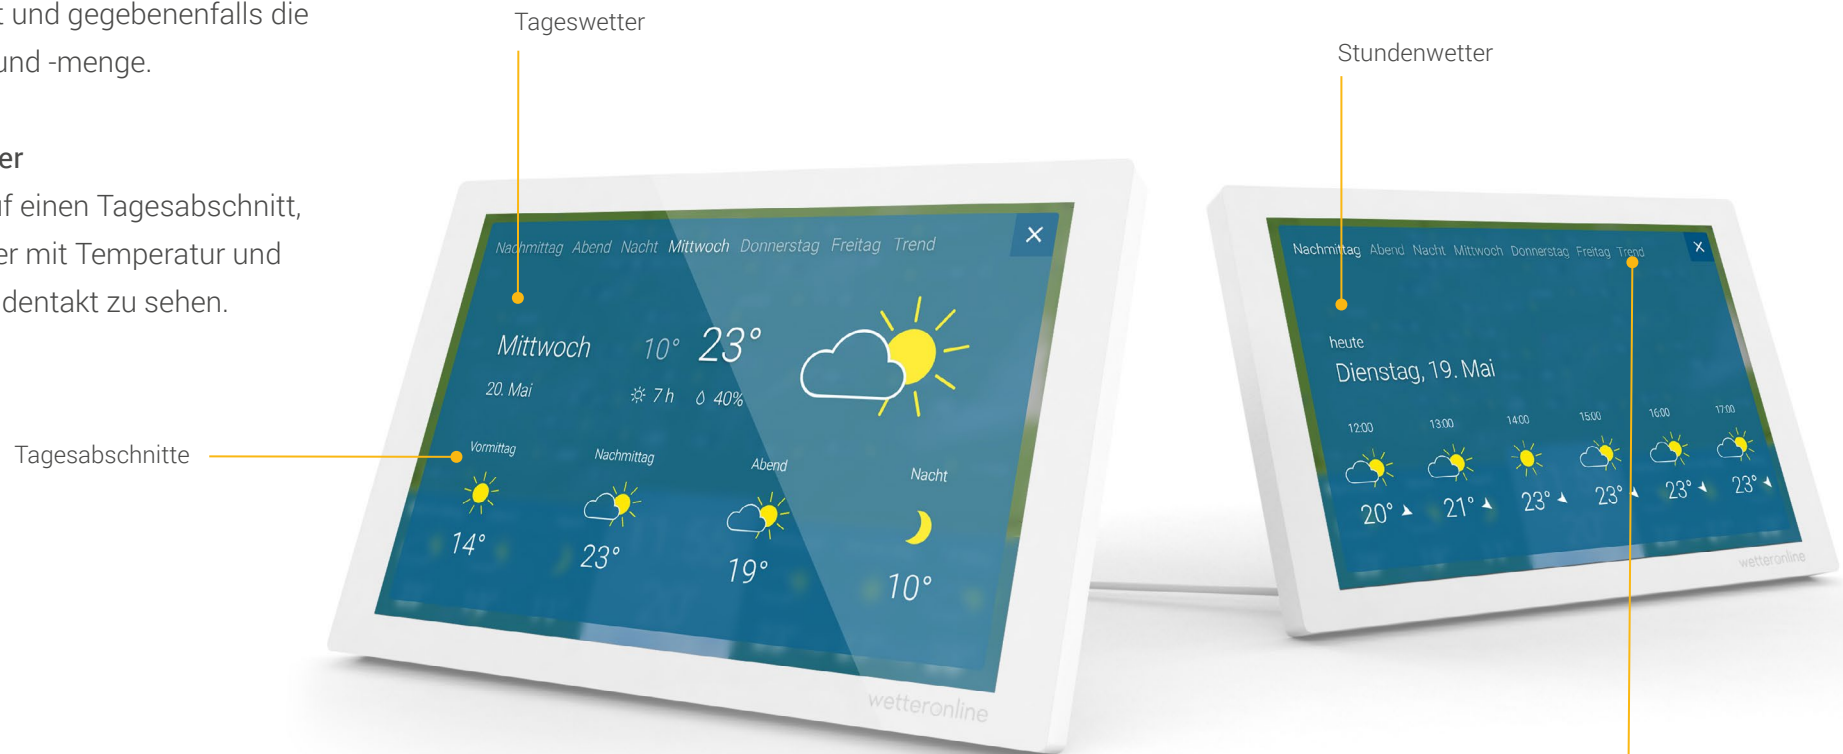 t und gegebenenfalls die
und -menge.
er
uf einen Tagesabschnitt,
er mit Temperatur und
dentakt zu sehen.
Tageswetter
Stundenwetter
Tagesabschnitte
Nachmittag Abend Nacht Mittwoch Donnerstag Freitag Trend
Mittwoch 10° 23°
20. Mai 7 h 40%
Vormittag Nachmittag Abend Nacht
14° 23° 19° 10°
wetteronline
Nachmittag Abend Nacht Mittwoch Donnerstag Freitag Trend
heute
Dienstag, 19. Mai
12:00 13:00 14:00 15:00 16:00 17:00
20° 21° 23° 23° 23° 23°
wetteronline